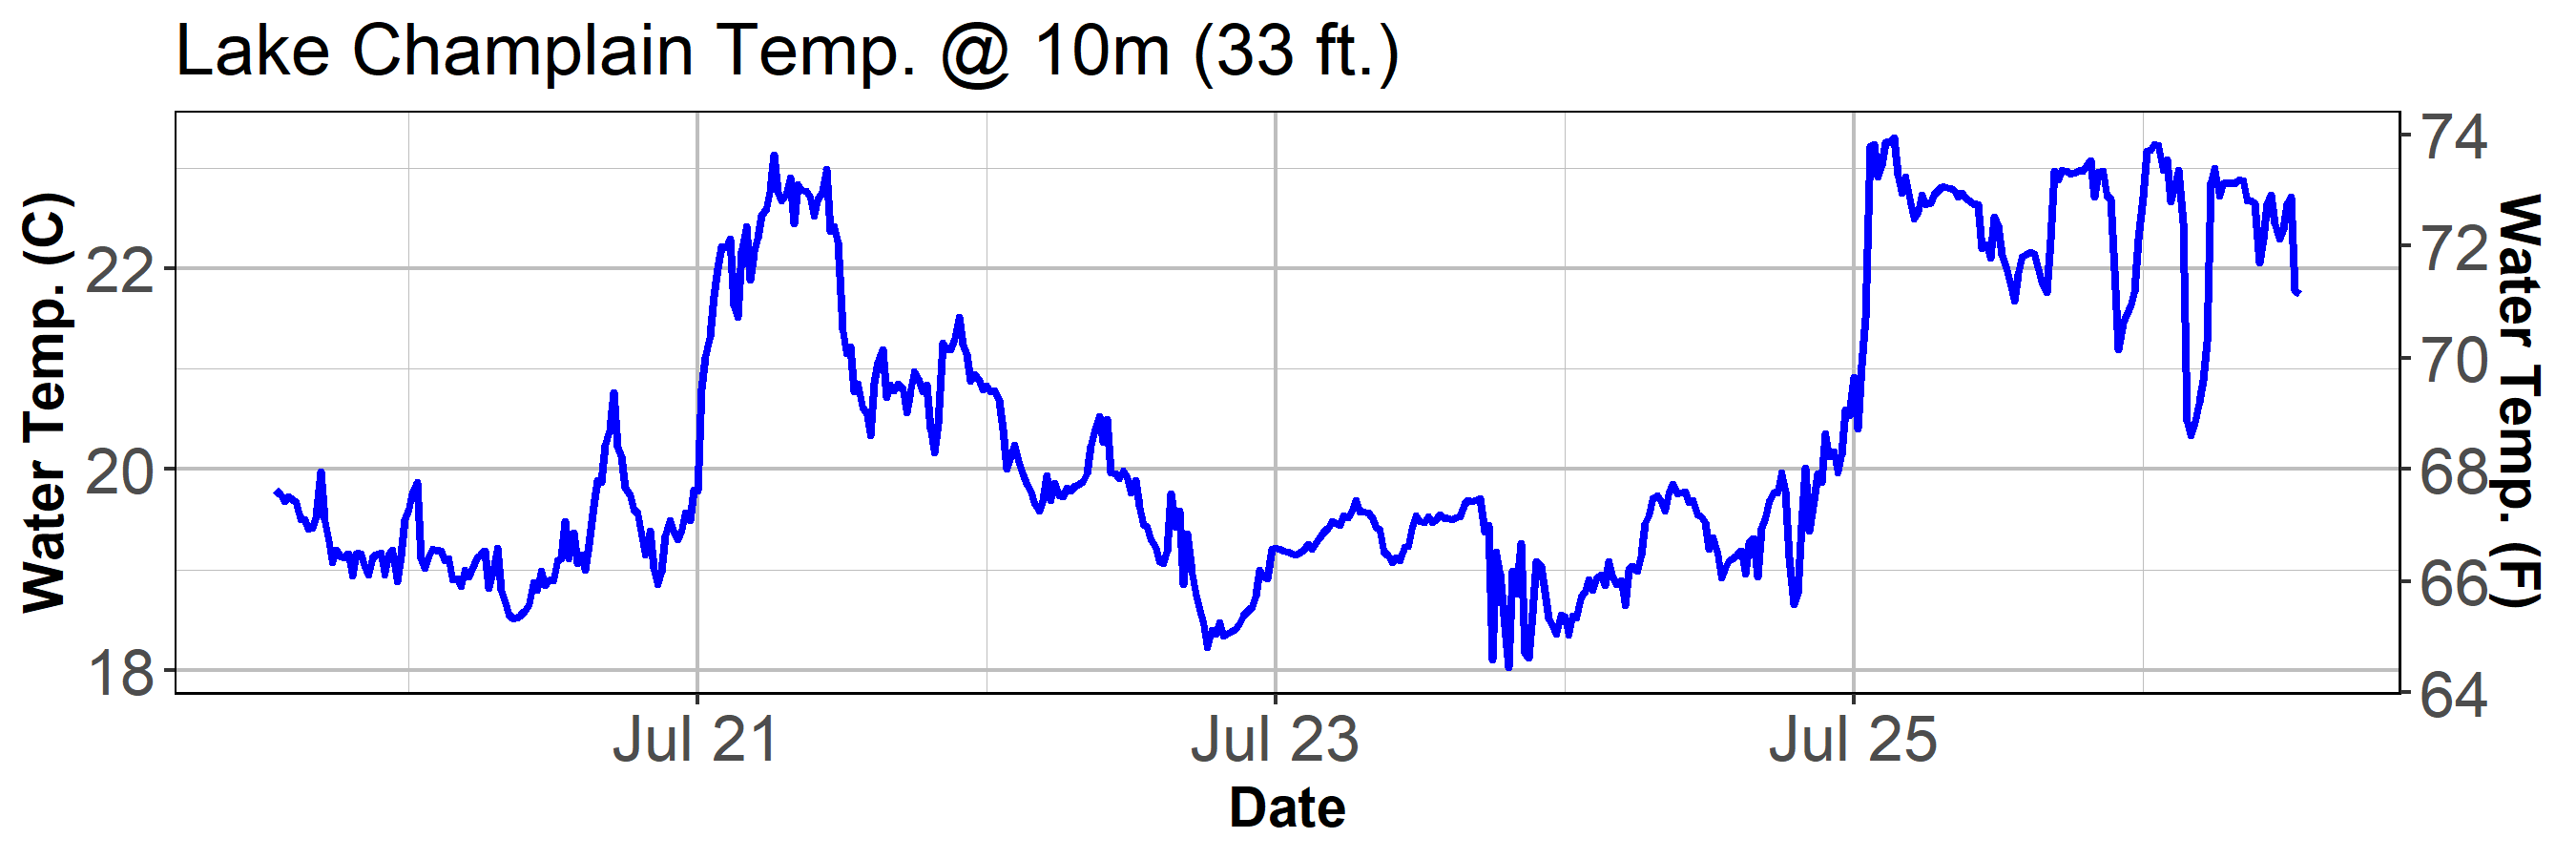 Lake Champlain Temp. @ 10m (33 ft.)
Water Temp. (C)
22
20
18
74
72
70
68
66
64
Water Temp. (F)
Jul 21
Jul 23
Jul 25
Date